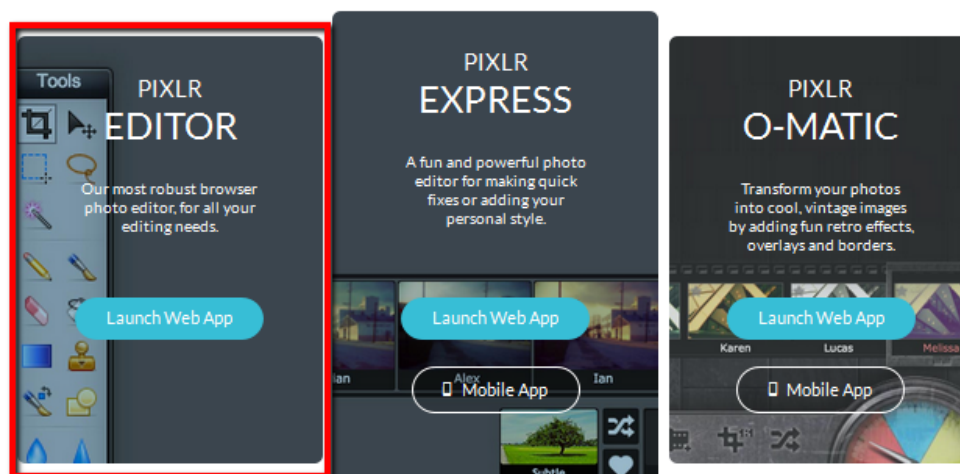 Tools
PIXLR
EDITOR
Our most robust browser
photo editor, for all your
editing needs.
Launch Web App
PIXLR
EXPRESS
A fun and powerful photo
editor for making quick
fixes or adding your
personal style.
Launch Web App
Alex
Ian
Mobile App
Subtle
PIXLR
O-MATIC
Transform your photos
into cool, vintage images
by adding fun retro effects,
overlays and borders.
Launch Web App
Karen
Lucas
Melissa
Mobile App